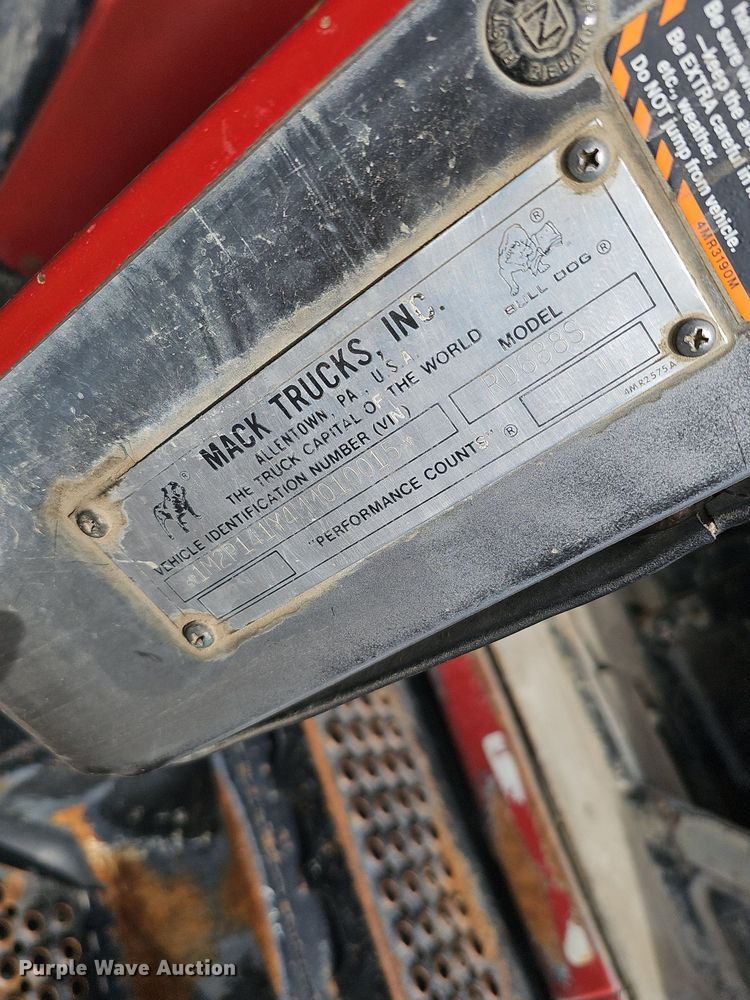 MACK TRUCKS, INC.
ALLENTOWN, PA., U.S.A.
THE TRUCK CAPITAL OF THE WORLD
BULL DOG ®
VEHICLE IDENTIFICATION NUMBER (VIN)
MODEL
RD688S
"PERFORMANCE COUNTS" ®
4MR2575A
Be sure
—Keep the
Be EXTRA careful
etc., weather.
Do NOT jump from vehicle.
4MR3190M
Purple Wave Auction